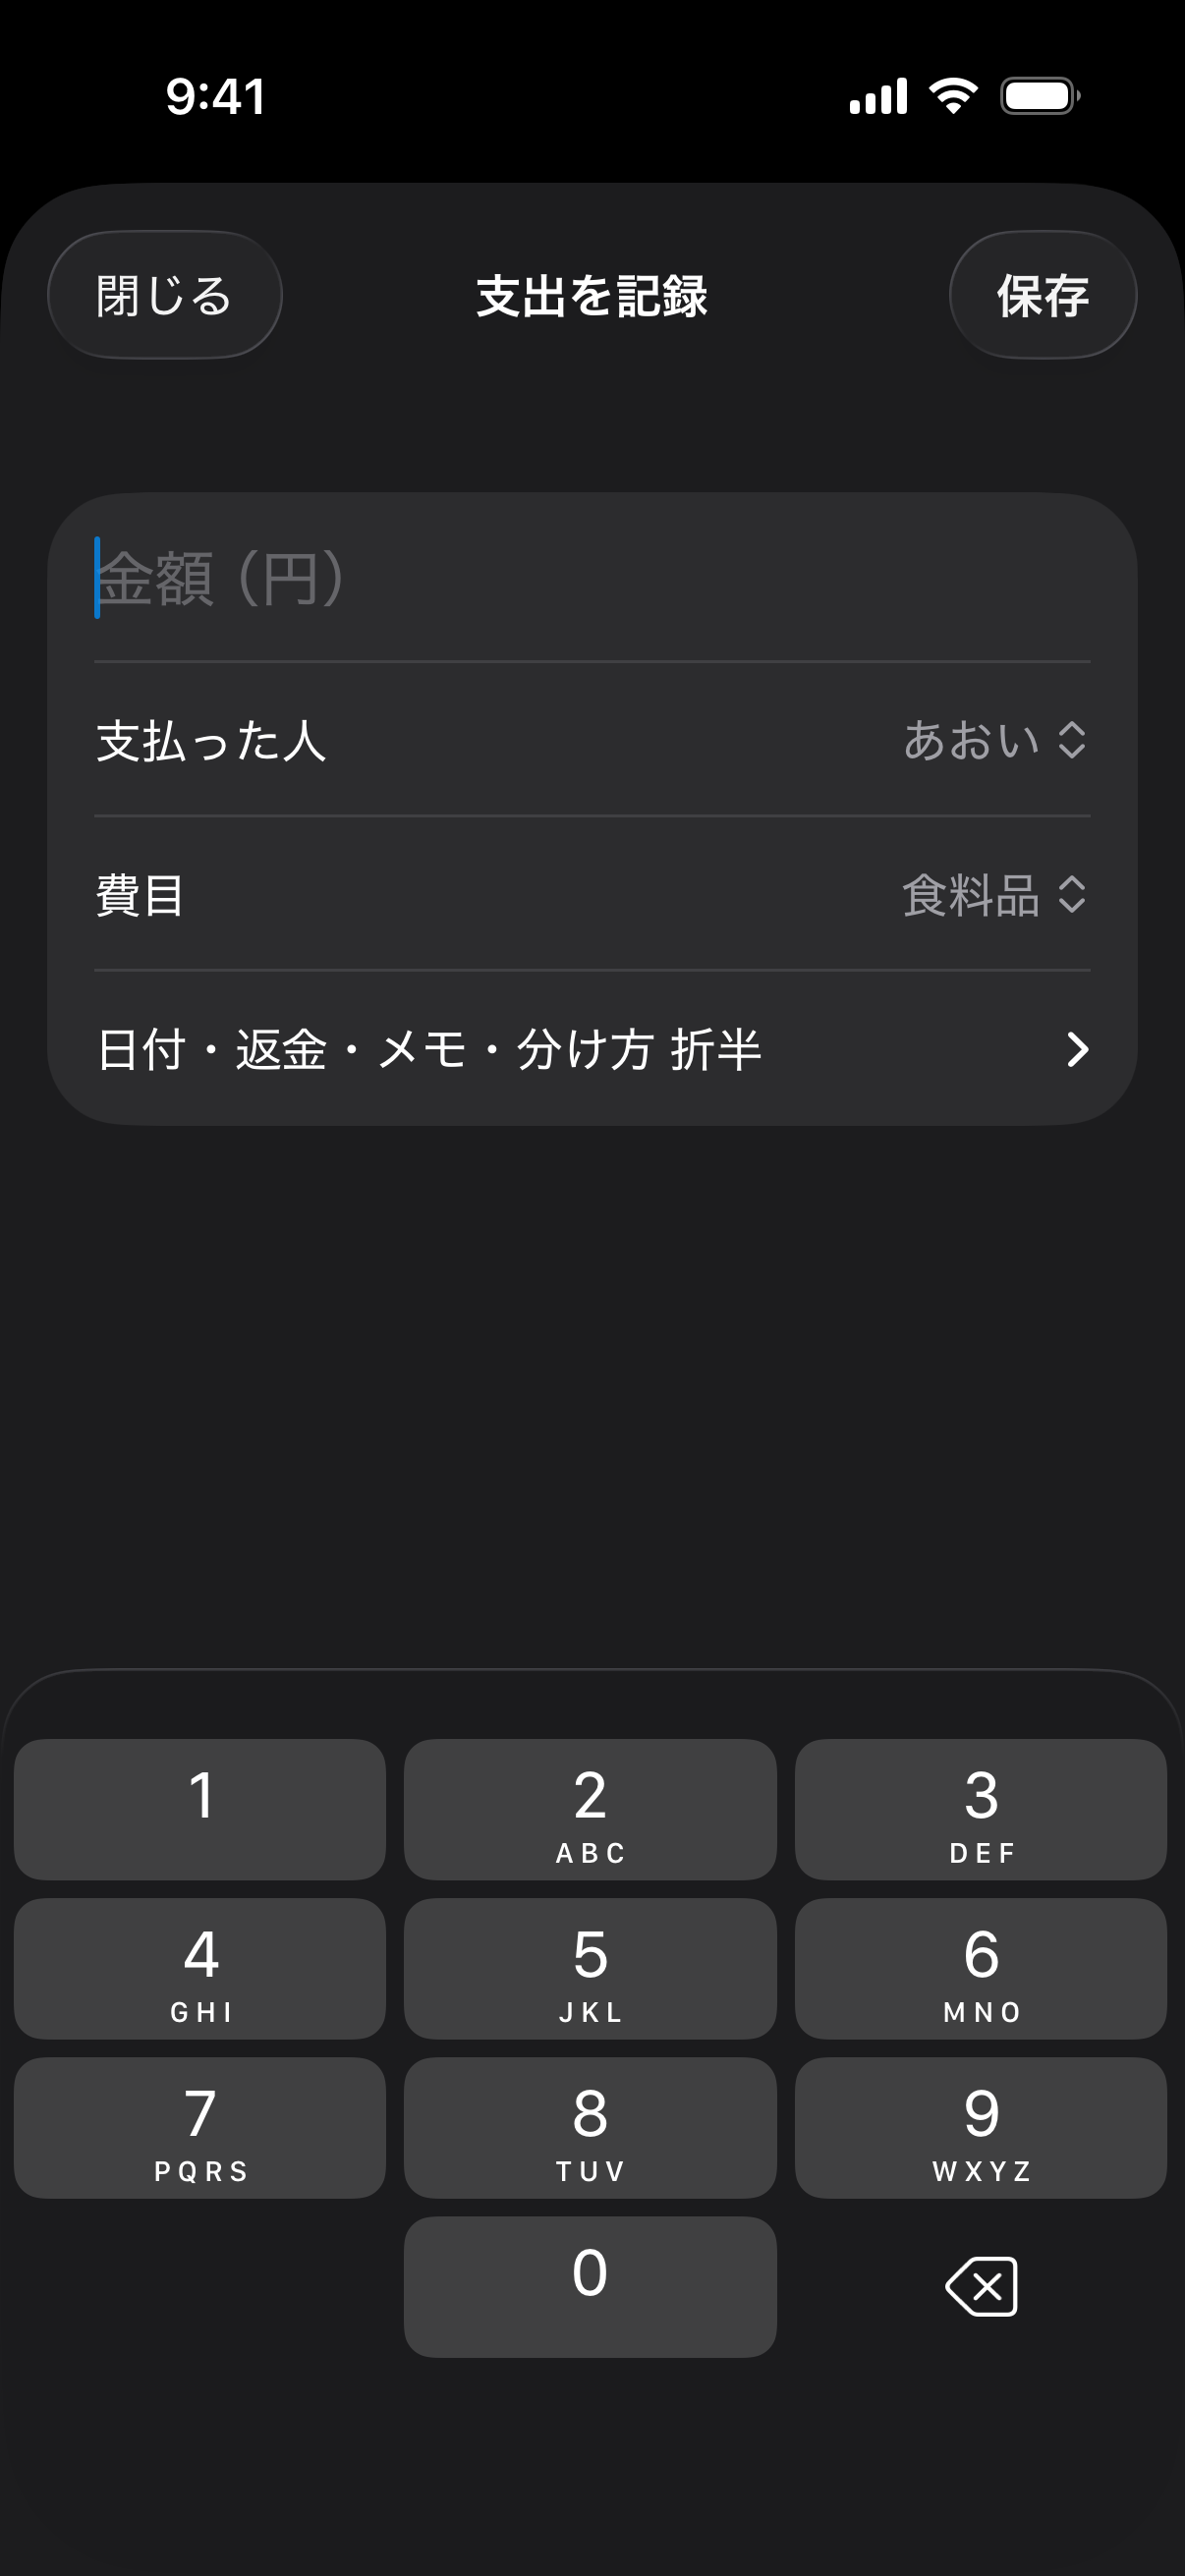 9:41
閉じる
支出を記録
保存
金額（円）
支払った人 あおい
費目 食料品
日付・返金・メモ・分け方 折半
1
2 ABC
3 DEF
4 GHI
5 JKL
6 MNO
7 PQRS
8 TUV
9 WXYZ
0